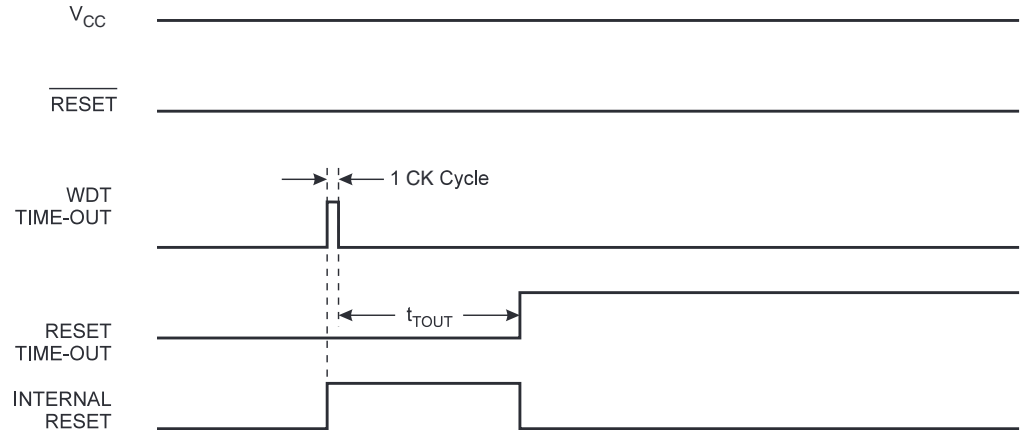 VCC
RESET
1 CK Cycle
WDT
TIME-OUT
tTOUT
RESET
TIME-OUT
INTERNAL
RESET